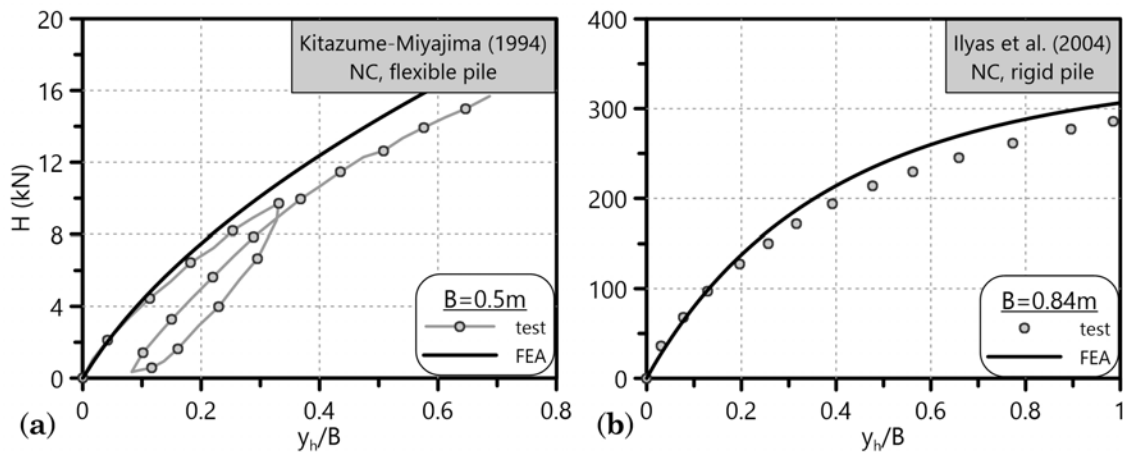 20
16
12
8
4
0
H (kN)
Kitazume-Miyajima (1994)
NC, flexible pile
B=0.5m
test
FEA
0
0.2
0.4
0.6
0.8
(a)
yh/B
400
300
200
100
0
Ilyas et al. (2004)
NC, rigid pile
B=0.84m
test
FEA
0
0.2
0.4
0.6
0.8
1
(b)
yh/B